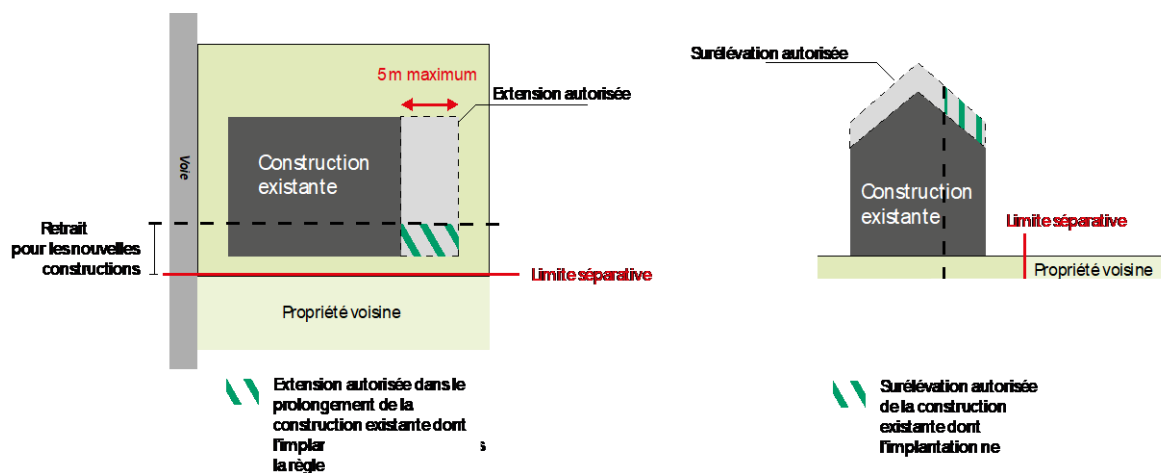 Surélévation autorisée
5 m maximum
Extension autorisée
Voie
Construction
existante
Construction
existante
Retrait
pour les nouvelles
constructions
Limite séparative
Limite séparative
Propriété voisine
Propriété voisine
Extension autorisée dans le
prolongement de la
construction existante dont
l'implar s
la règle
Surélévation autorisée
de la construction
existante dont
l'implantation ne